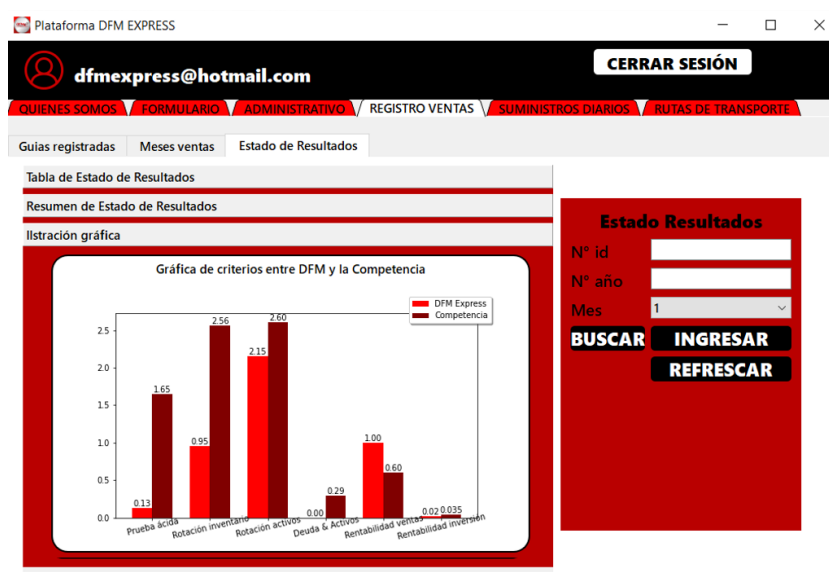 Plataforma DFM EXPRESS
dfmexpress@hotmail.com
CERRAR SESIÓN
QUIENES SOMOS FORMULARIO ADMINISTRATIVO REGISTRO VENTAS SUMINISTROS DIARIOS RUTAS DE TRANSPORTE
Guias registradas Meses ventas Estado de Resultados
Tabla de Estado de Resultados
Resumen de Estado de Resultados
Ilstración gráfica
Gráfica de criterios entre DFM y la Competencia
DFM Express
Competencia
2.5
2.0
1.5
1.0
0.5
0.0
0.13
1.65
0.95
2.56
2.15
2.60
0.00
0.29
1.00
0.60
0.02
0.035
Prueba ácida
Rotación inventario
Rotación activos
Deuda & Activos
Rentabilidad ventas
Rentabilidad inversión
Estado Resultados
N° id
N° año
Mes 1
BUSCAR INGRESAR
REFRESCAR